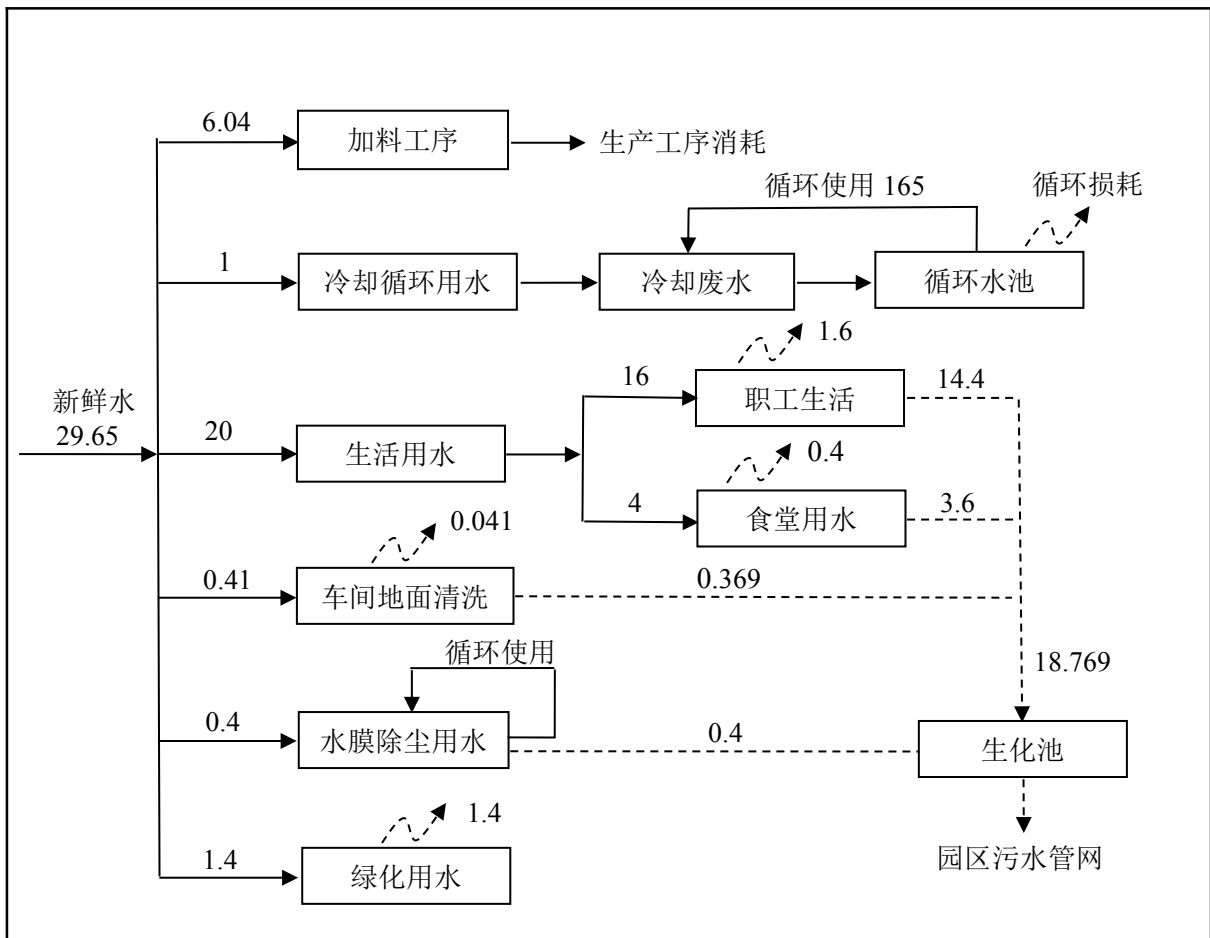 6.04
加料工序
生产工序消耗
循环使用 165
循环损耗
1
冷却循环用水
冷却废水
循环水池
1.6
新鲜水
29.65
16
职工生活
14.4
20
生活用水
0.4
4
食堂用水
3.6
0.041
0.41
车间地面清洗
0.369
循环使用
18.769
0.4
水膜除尘用水
0.4
生化池
1.4
1.4
绿化用水
园区污水管网